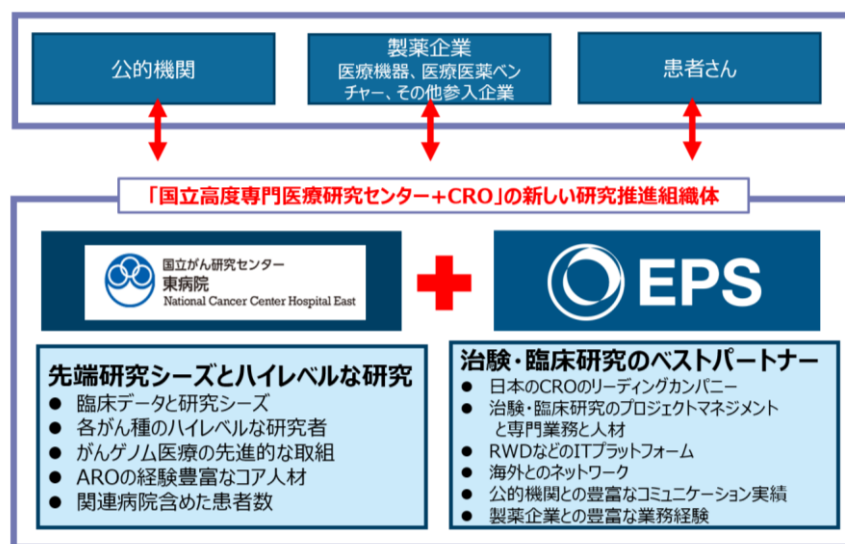 公的機関
製薬企業
医療機器、医療医薬ベン
チャー、その他参入企業
患者さん
「国立高度専門医療研究センター+CRO」の新しい研究推進組織体
国立がん研究センター
東病院
National Cancer Center Hospital East
EPS
先端研究シーズとハイレベルな研究
● 臨床データと研究シーズ
● 各がん種のハイレベルな研究者
● がんゲノム医療の先進的な取組
● AROの経験豊富なコア人材
● 関連病院含めた患者数
治験・臨床研究のベストパートナー
● 日本のCROのリーディングカンパニー
● 治験・臨床研究のプロジェクトマネジメント
と専門業務と人材
● RWDなどのITプラットフォーム
● 海外とのネットワーク
● 公的機関との豊富なコミュニケーション実績
● 製薬企業との豊富な業務経験